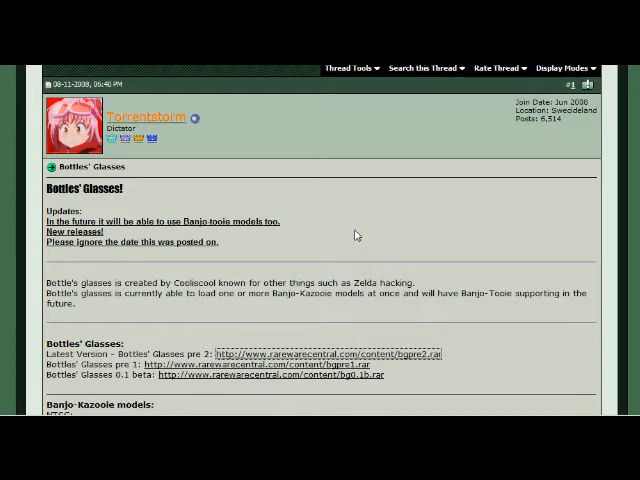 Thread Tools Search this Thread Rate Thread Display Modes
08-11-2008, 06:46 PM #1
Torrentstorm
Dictator
Join Date: Jun 2008
Location: Swecideland
Posts: 6,514
Bottles' Glasses
Bottles' Glasses!
Updates:
In the future it will be able to use Banjo-tooie models too.
New releases!
Please ignore the date this was posted on.
Bottle's glasses is created by Cooliscool known for other things such as Zelda hacking.
Bottle's glasses is currently able to load one or more Banjo-Kazooie models at once and will have Banjo-Tooie supporting in the
future.
Bottles' Glasses:
Latest Version - Bottles' Glasses pre 2: http://www.rarewarecentral.com/content/bgpre2.rar
Bottles' Glasses pre 1: http://www.rarewarecentral.com/content/bgpre1.rar
Bottles' Glasses 0.1 beta: http://www.rarewarecentral.com/content/bg0.1b.rar
Banjo-Kazooie models:
NTSC: